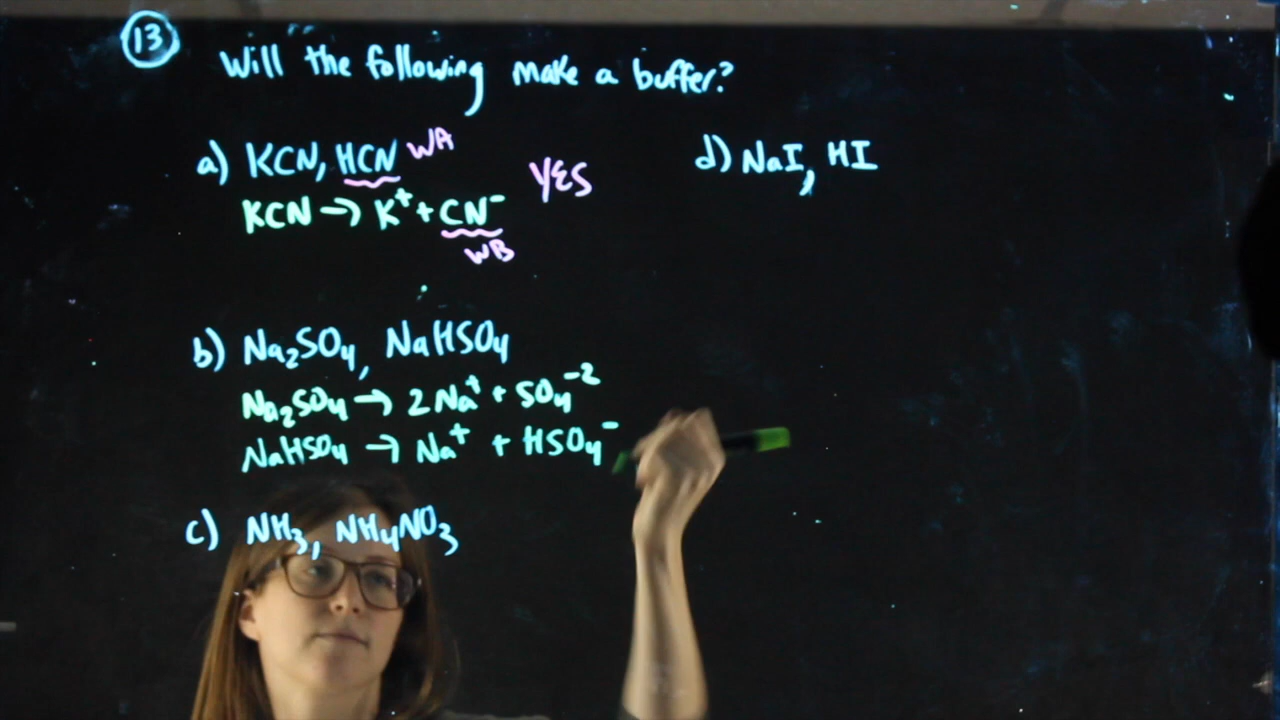 13
Will the following make a buffer?
a) KCN, HCN WA
KCN → K⁺ + CN⁻
WB
YES
b) Na₂SO₄, NaHSO₄
Na₂SO₄ → 2Na⁺ + SO₄⁻²
NaHSO₄ → Na⁺ + HSO₄⁻
c) NH₃, NH₄NO₃
d) NaI, HI